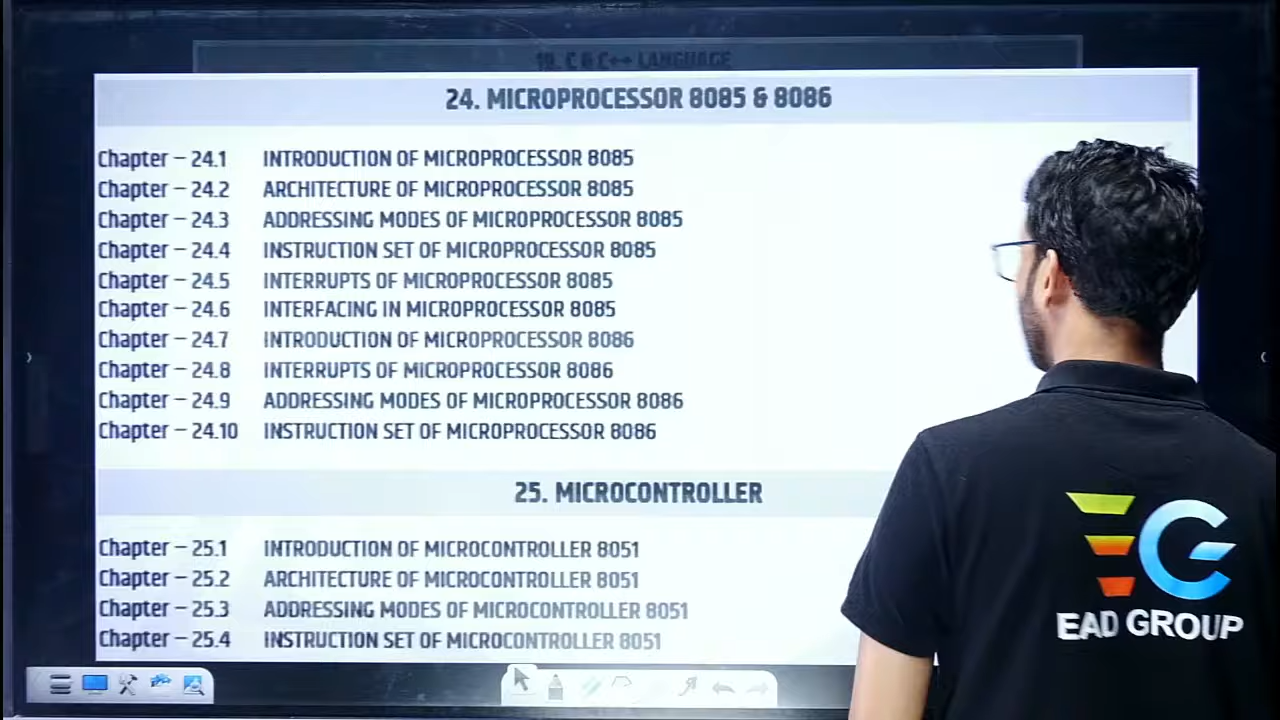 19. C & C++ LANGUAGE
24. MICROPROCESSOR 8085 & 8086
Chapter – 24.1 INTRODUCTION OF MICROPROCESSOR 8085
Chapter – 24.2 ARCHITECTURE OF MICROPROCESSOR 8085
Chapter – 24.3 ADDRESSING MODES OF MICROPROCESSOR 8085
Chapter – 24.4 INSTRUCTION SET OF MICROPROCESSOR 8085
Chapter – 24.5 INTERRUPTS OF MICROPROCESSOR 8085
Chapter – 24.6 INTERFACING IN MICROPROCESSOR 8085
Chapter – 24.7 INTRODUCTION OF MICROPROCESSOR 8086
Chapter – 24.8 INTERRUPTS OF MICROPROCESSOR 8086
Chapter – 24.9 ADDRESSING MODES OF MICROPROCESSOR 8086
Chapter – 24.10 INSTRUCTION SET OF MICROPROCESSOR 8086
25. MICROCONTROLLER
Chapter – 25.1 INTRODUCTION OF MICROCONTROLLER 8051
Chapter – 25.2 ARCHITECTURE OF MICROCONTROLLER 8051
Chapter – 25.3 ADDRESSING MODES OF MICROCONTROLLER 8051
Chapter – 25.4 INSTRUCTION SET OF MICROCONTROLLER 8051
EG
EAD GROUP